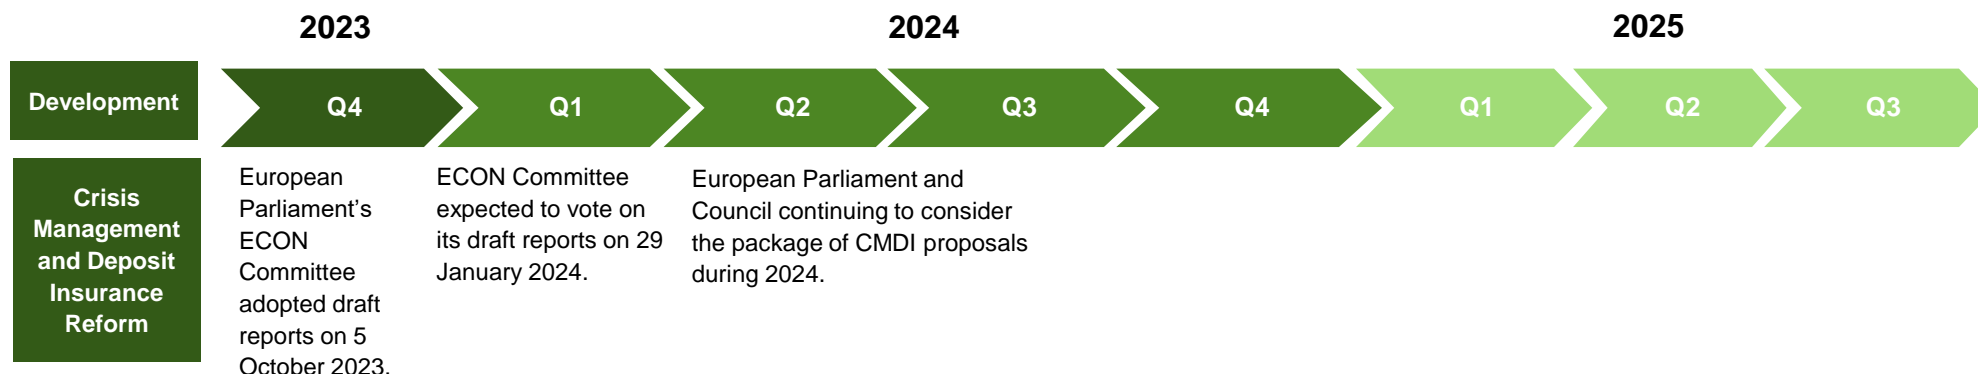 2023
2024
2025
Development
Q4
Q1
Q2
Q3
Q4
Q1
Q2
Q3
Crisis
Management
and Deposit
Insurance
Reform
European
Parliament’s
ECON
Committee
adopted draft
reports on 5
October 2023.
ECON Committee
expected to vote on
its draft reports on 29
January 2024.
European Parliament and
Council continuing to consider
the package of CMDI proposals
during 2024.